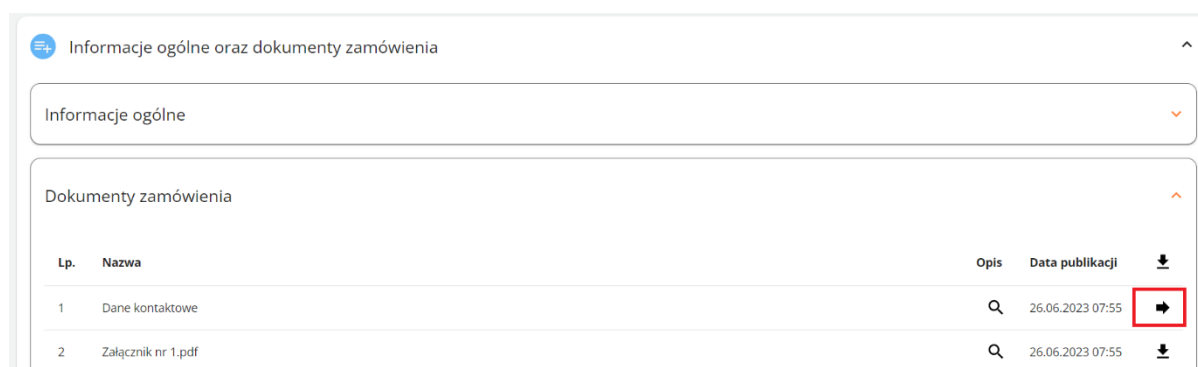 Informacje ogólne oraz dokumenty zamówienia
Informacje ogólne
Dokumenty zamówienia
Lp. Nazwa Opis Data publikacji
1 Dane kontaktowe 26.06.2023 07:55
2 Załącznik nr 1.pdf 26.06.2023 07:55